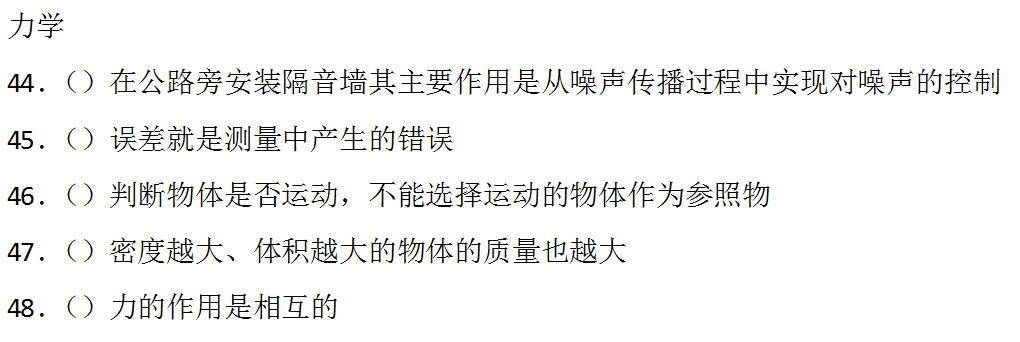 力学
44.（）在公路旁安装隔音墙其主要作用是从噪声传播过程中实现对噪声的控制
45.（）误差就是测量中产生的错误
46.（）判断物体是否运动，不能选择运动的物体作为参照物
47.（）密度越大、体积越大的物体的质量也越大
48.（）力的作用是相互的